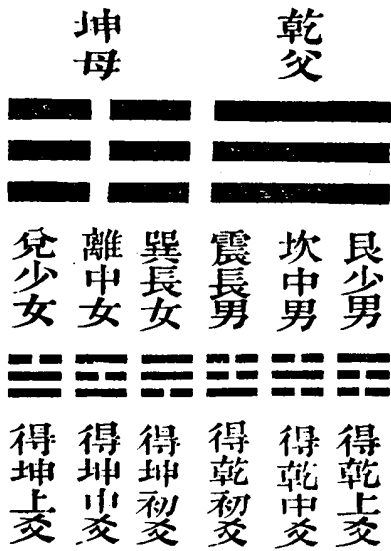 乾父
坤母
艮少男
坎中男
震長男
巽長女
離中女
兌少女
得乾上爻
得乾中爻
得乾初爻
得坤初爻
得坤中爻
得坤上爻